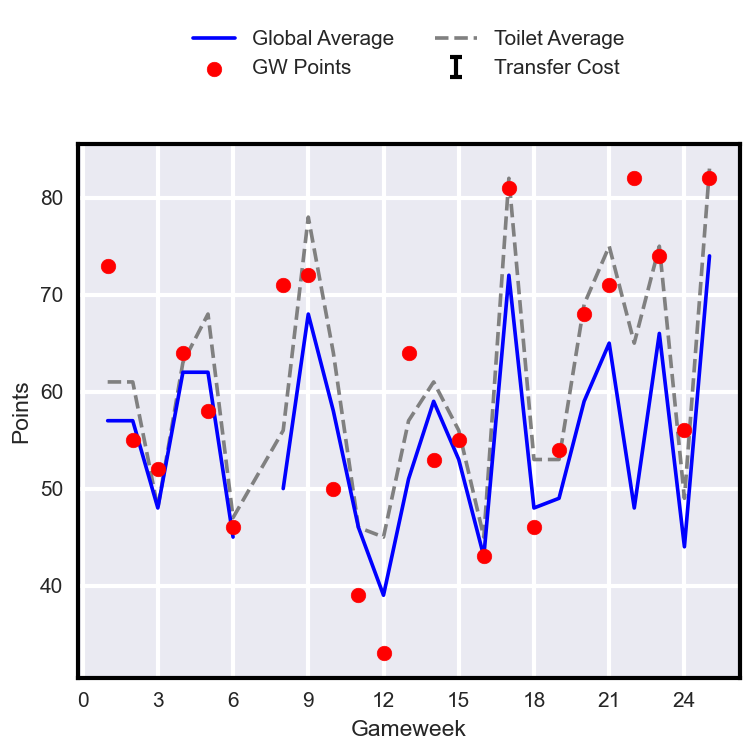 Global Average
Toilet Average
GW Points
Transfer Cost
80
70
60
50
40
Points
0 3 6 9 12 15 18 21 24
Gameweek